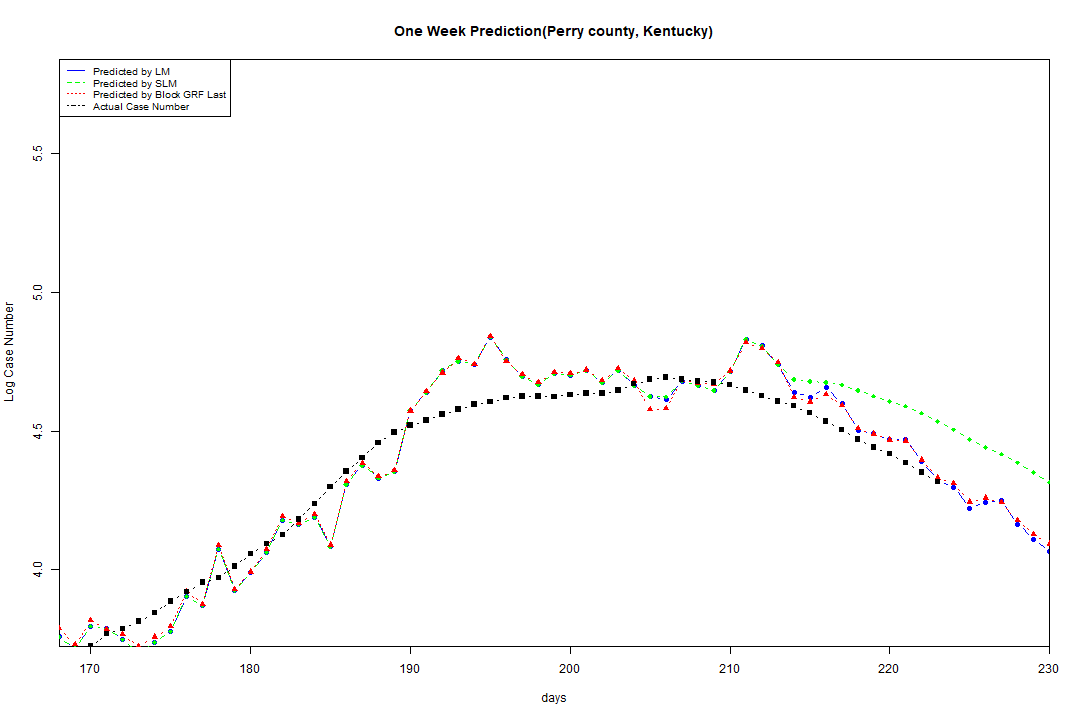 One Week Prediction(Perry county, Kentucky)
Predicted by LM
Predicted by SLM
Predicted by Block GRF Last
Actual Case Number
Log Case Number
5.5
5.0
4.5
4.0
170 180 190 200 210 220 230
days